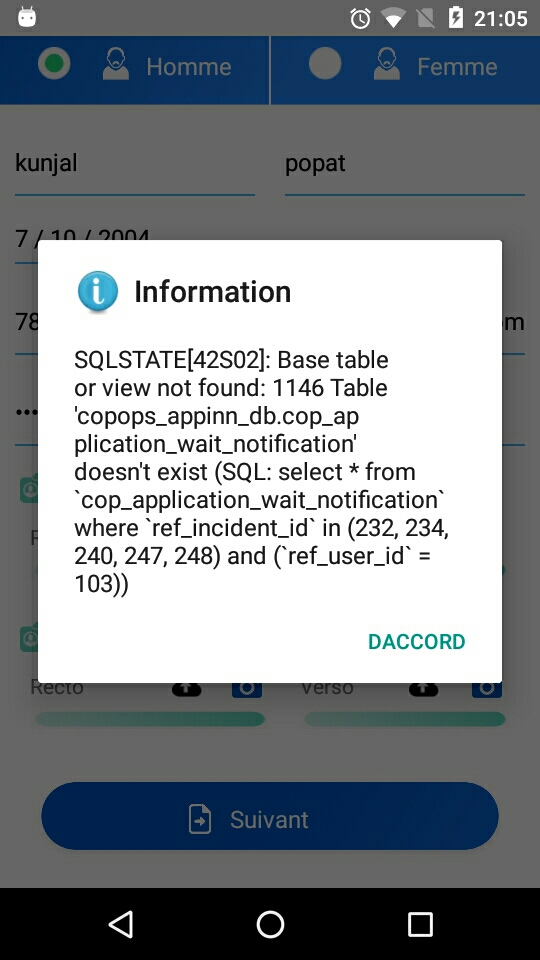 21:05
Homme
Femme
kunjal
popat
7 / 10 / 2004
78
m
Information
SQLSTATE[42S02]: Base table
or view not found: 1146 Table
'copops_appinn_db.cop_ap
plication_wait_notification'
doesn't exist (SQL: select * from
`cop_application_wait_notification`
where `ref_incident_id` in (232, 234,
240, 247, 248) and (`ref_user_id` =
103))
DACCORD
Recto
Verso
Suivant